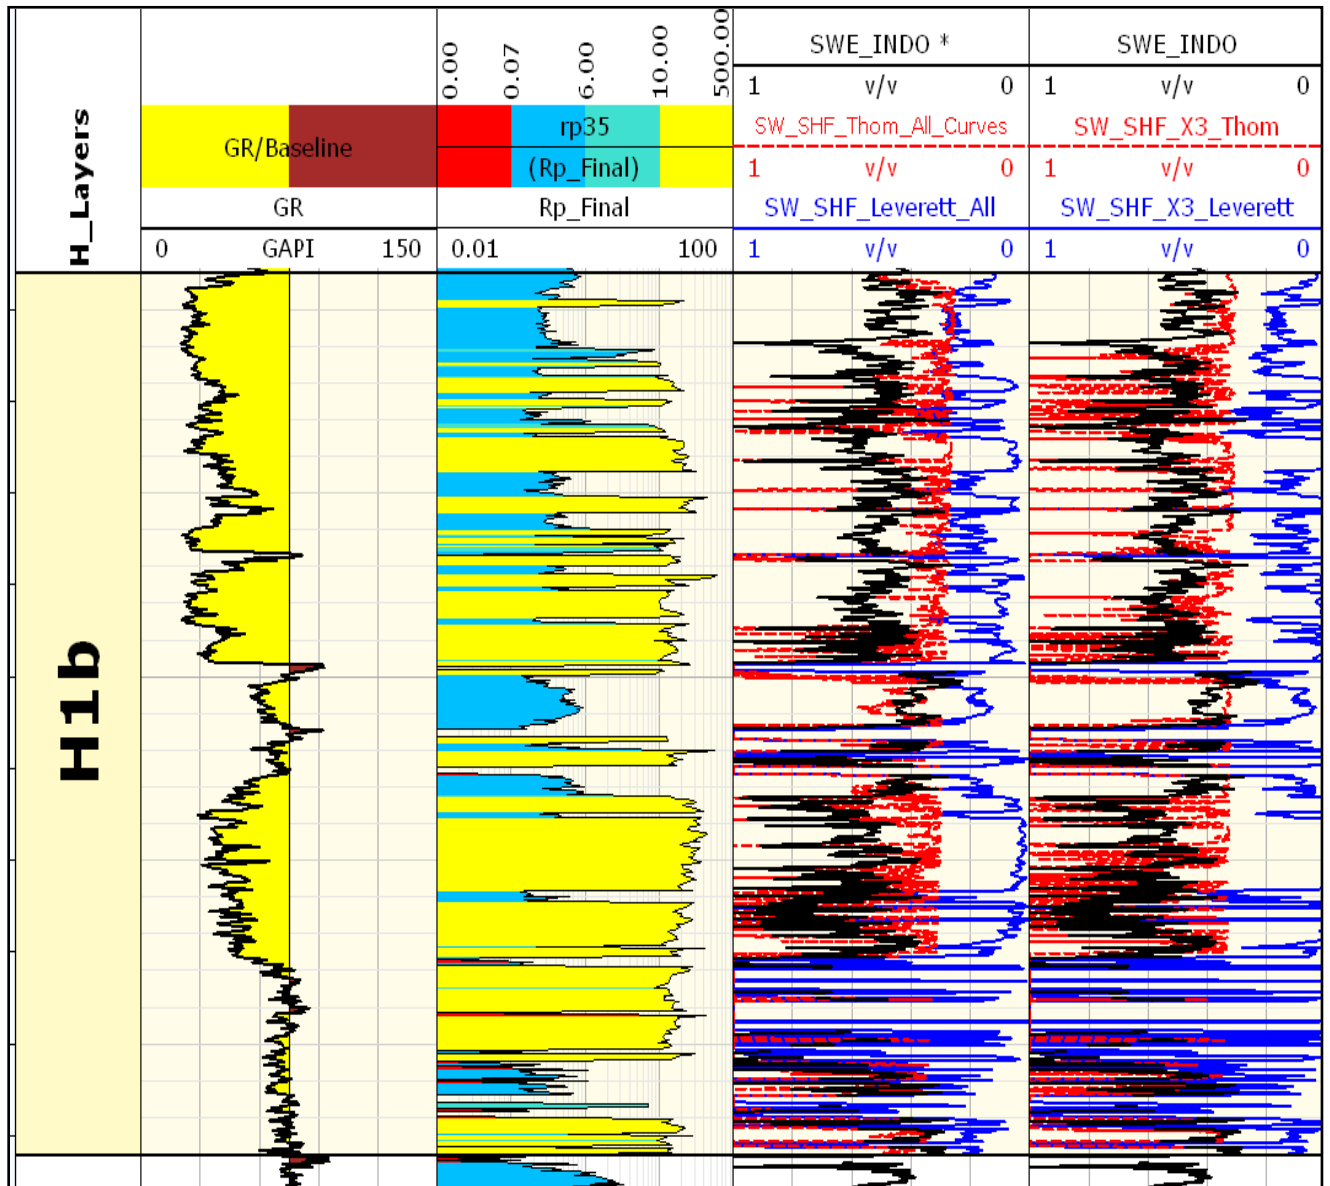 H_Layers
GR/Baseline
GR
0 GAPI 150
0.00 0.07 6.00 10.00 500.00
rp35
(Rp_Final)
Rp_Final
0.01 100
SWE_INDO *
1 v/v 0
SW_SHF_Thom_All_Curves
1 v/v 0
SW_SHF_Leverett_All
1 v/v 0
SWE_INDO
1 v/v 0
SW_SHF_X3_Thom
1 v/v 0
SW_SHF_X3_Leverett
1 v/v 0
H1b